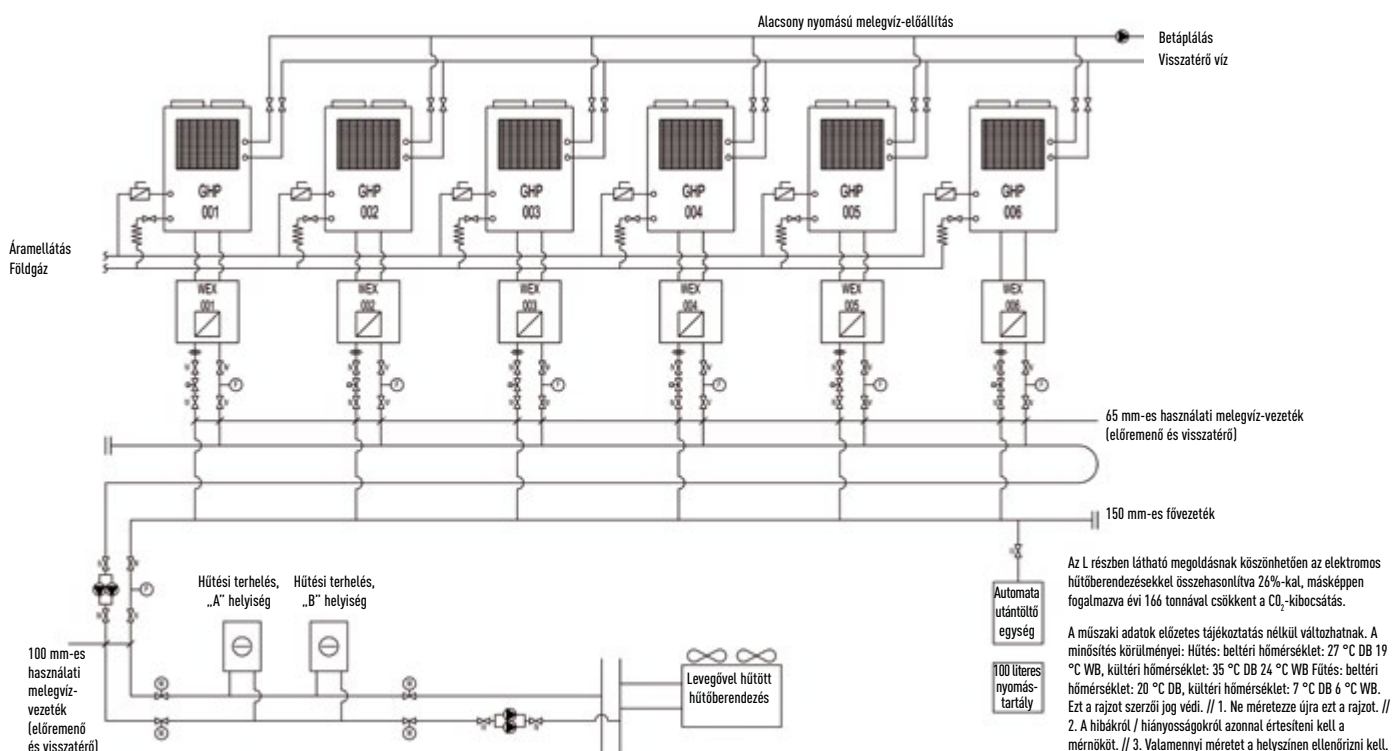 Alacsony nyomású melegvíz-előállítás
Betáplálás
Visszatérő víz
GHP
001
GHP
002
GHP
003
GHP
004
GHP
005
GHP
006
Áramellátás
Földgáz
WEX
001
WEX
002
WEX
003
WEX
004
WEX
005
WEX
006
P
P
P
P
P
P
65 mm-es használati melegvíz-vezeték
(előremenő és visszatérő)
150 mm-es fővezeték
P
Hűtési terhelés,
„A” helyiség
Hűtési terhelés,
„B” helyiség
100 mm-es
használati
melegvíz-
vezeték
(előremenő
és visszatérő)
Levegővel hűtött
hűtőberendezés
Automata
utántöltő
egység
100 literes
nyomás-
tartály
Az L részben látható megoldásnak köszönhetően az elektromos
hűtőberendezésekkel összehasonlítva 26%-kal, másképpen
fogalmazva évi 166 tonnával csökkent a CO₂-kibocsátás.
A műszaki adatok előzetes tájékoztatás nélkül változhatnak. A
minősítés körülményei: Hűtés: beltéri hőmérséklet: 27 °C DB 19
°C WB, kültéri hőmérséklet: 35 °C DB 24 °C WB Fűtés: beltéri
hőmérséklet: 20 °C DB, kültéri hőmérséklet: 7 °C DB 6 °C WB.
Ezt a rajzot szerzői jog védi. // 1. Ne méretezze újra ezt a rajzot. //
2. A hibákról / hiányosságokról azonnal értesíteni kell a
mérnököt. // 3. Valamennyi méretet a helyszínen ellenőrizni kell.